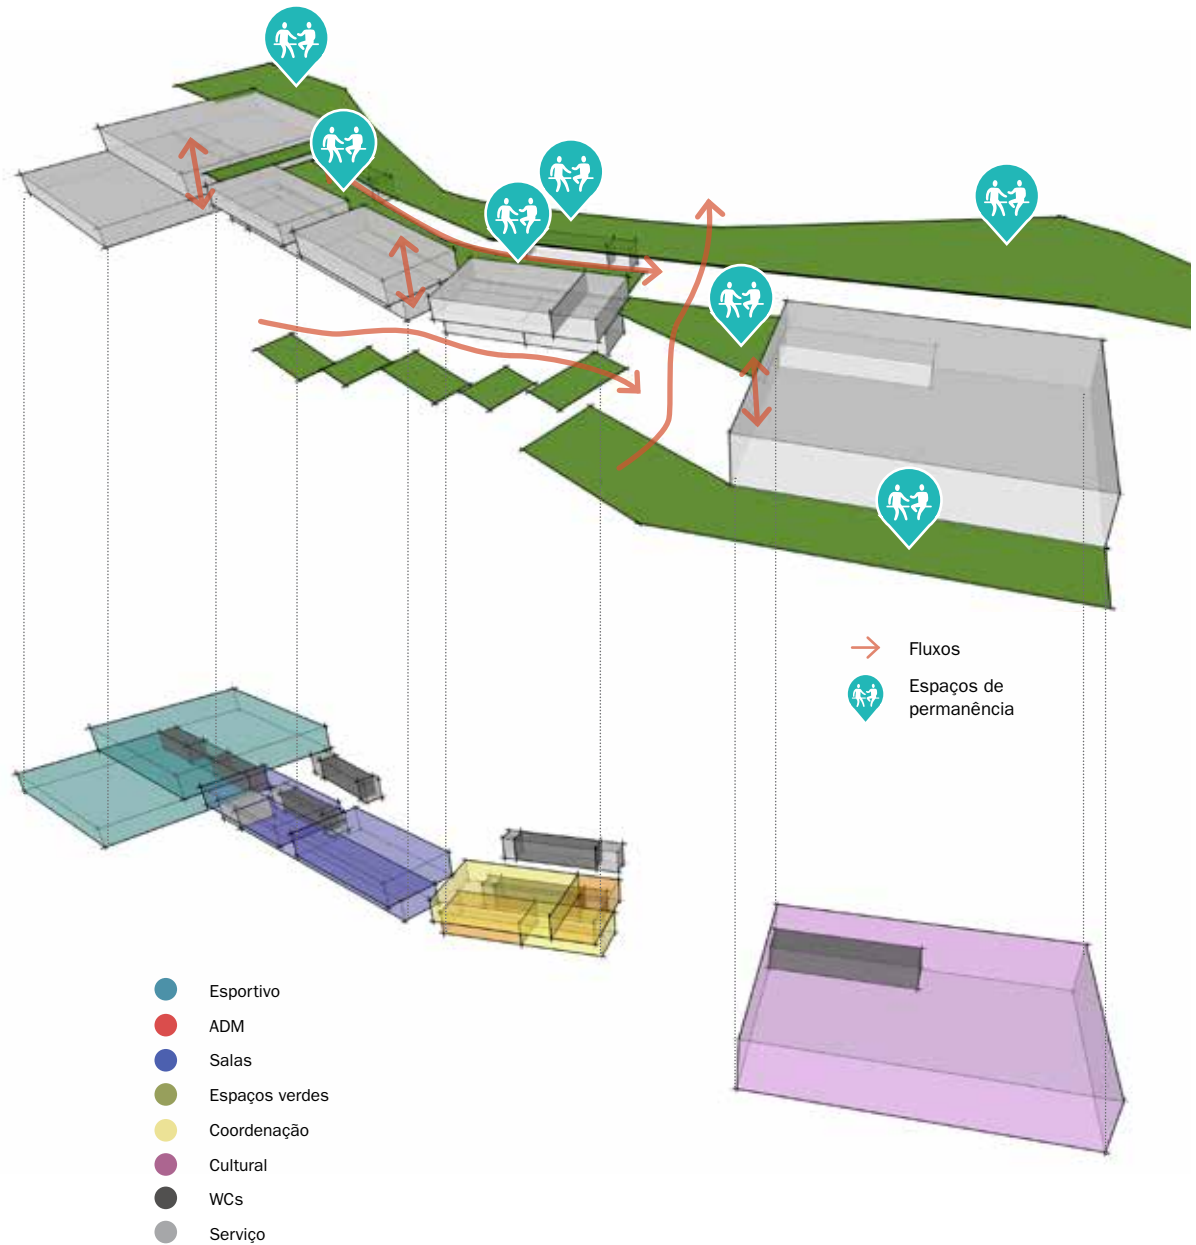 Fluxos
Espaços de
permanência
Esportivo
ADM
Salas
Espaços verdes
Coordenação
Cultural
WCs
Serviço